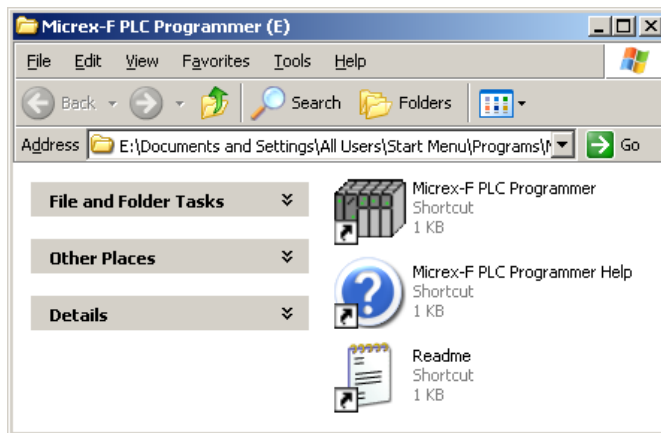 Micrex-F PLC Programmer (E)
File Edit View Favorites Tools Help
Back Search Folders
Address E:\Documents and Settings\All Users\Start Menu\Programs\ Go
File and Folder Tasks
Other Places
Details
Micrex-F PLC Programmer
Shortcut
1 KB
Micrex-F PLC Programmer Help
Shortcut
1 KB
Readme
Shortcut
1 KB